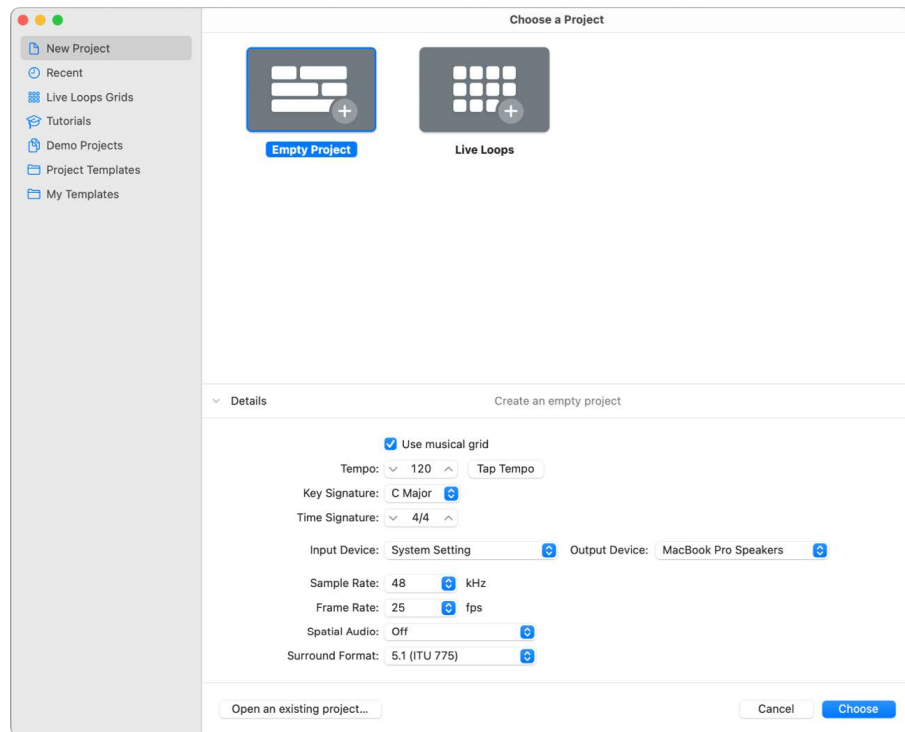 Choose a Project
New Project
Recent
Live Loops Grids
Tutorials
Demo Projects
Project Templates
My Templates
Empty Project
Live Loops
Details
Create an empty project
Use musical grid
Tempo: 120 Tap Tempo
Key Signature: C Major
Time Signature: 4/4
Input Device: System Setting Output Device: MacBook Pro Speakers
Sample Rate: 48 kHz
Frame Rate: 25 fps
Spatial Audio: Off
Surround Format: 5.1 (ITU 775)
Open an existing project... Cancel Choose